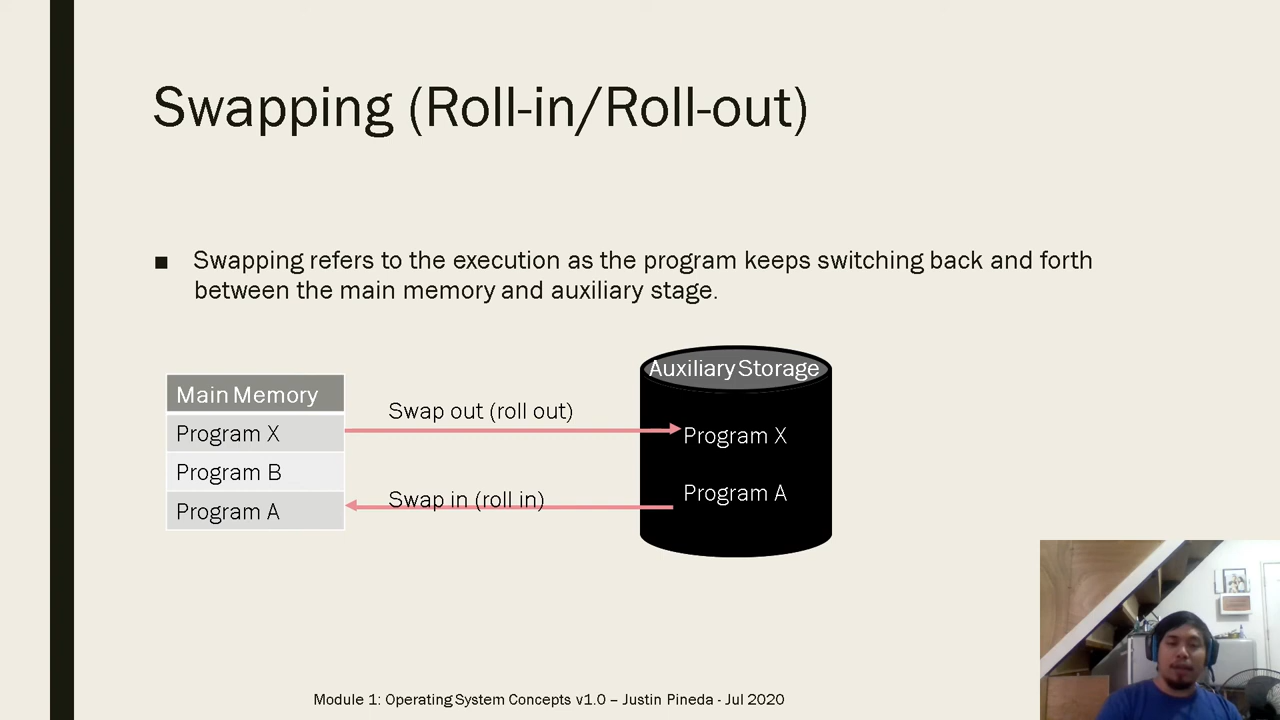 Swapping (Roll-in/Roll-out)
■ Swapping refers to the execution as the program keeps switching back and forth
between the main memory and auxiliary stage.
Main Memory
Program X
Program B
Program A
Swap out (roll out)
Swap in (roll in)
Auxiliary Storage
Program X
Program A
Module 1: Operating System Concepts v1.0 – Justin Pineda - Jul 2020